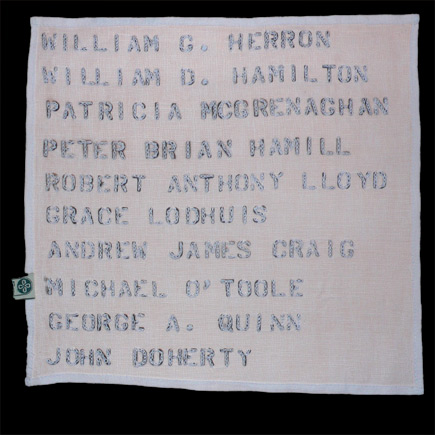 WILLIAM G. HERRON
WILLIAM D. HAMILTON
PATRICIA MCGRENAGHAN
PETER BRIAN HAMILL
ROBERT ANTHONY LLOYD
GRACE LODHUIS
ANDREW JAMES CRAIG
MICHAEL O'TOOLE
GEORGE A. QUINN
JOHN DOHERTY